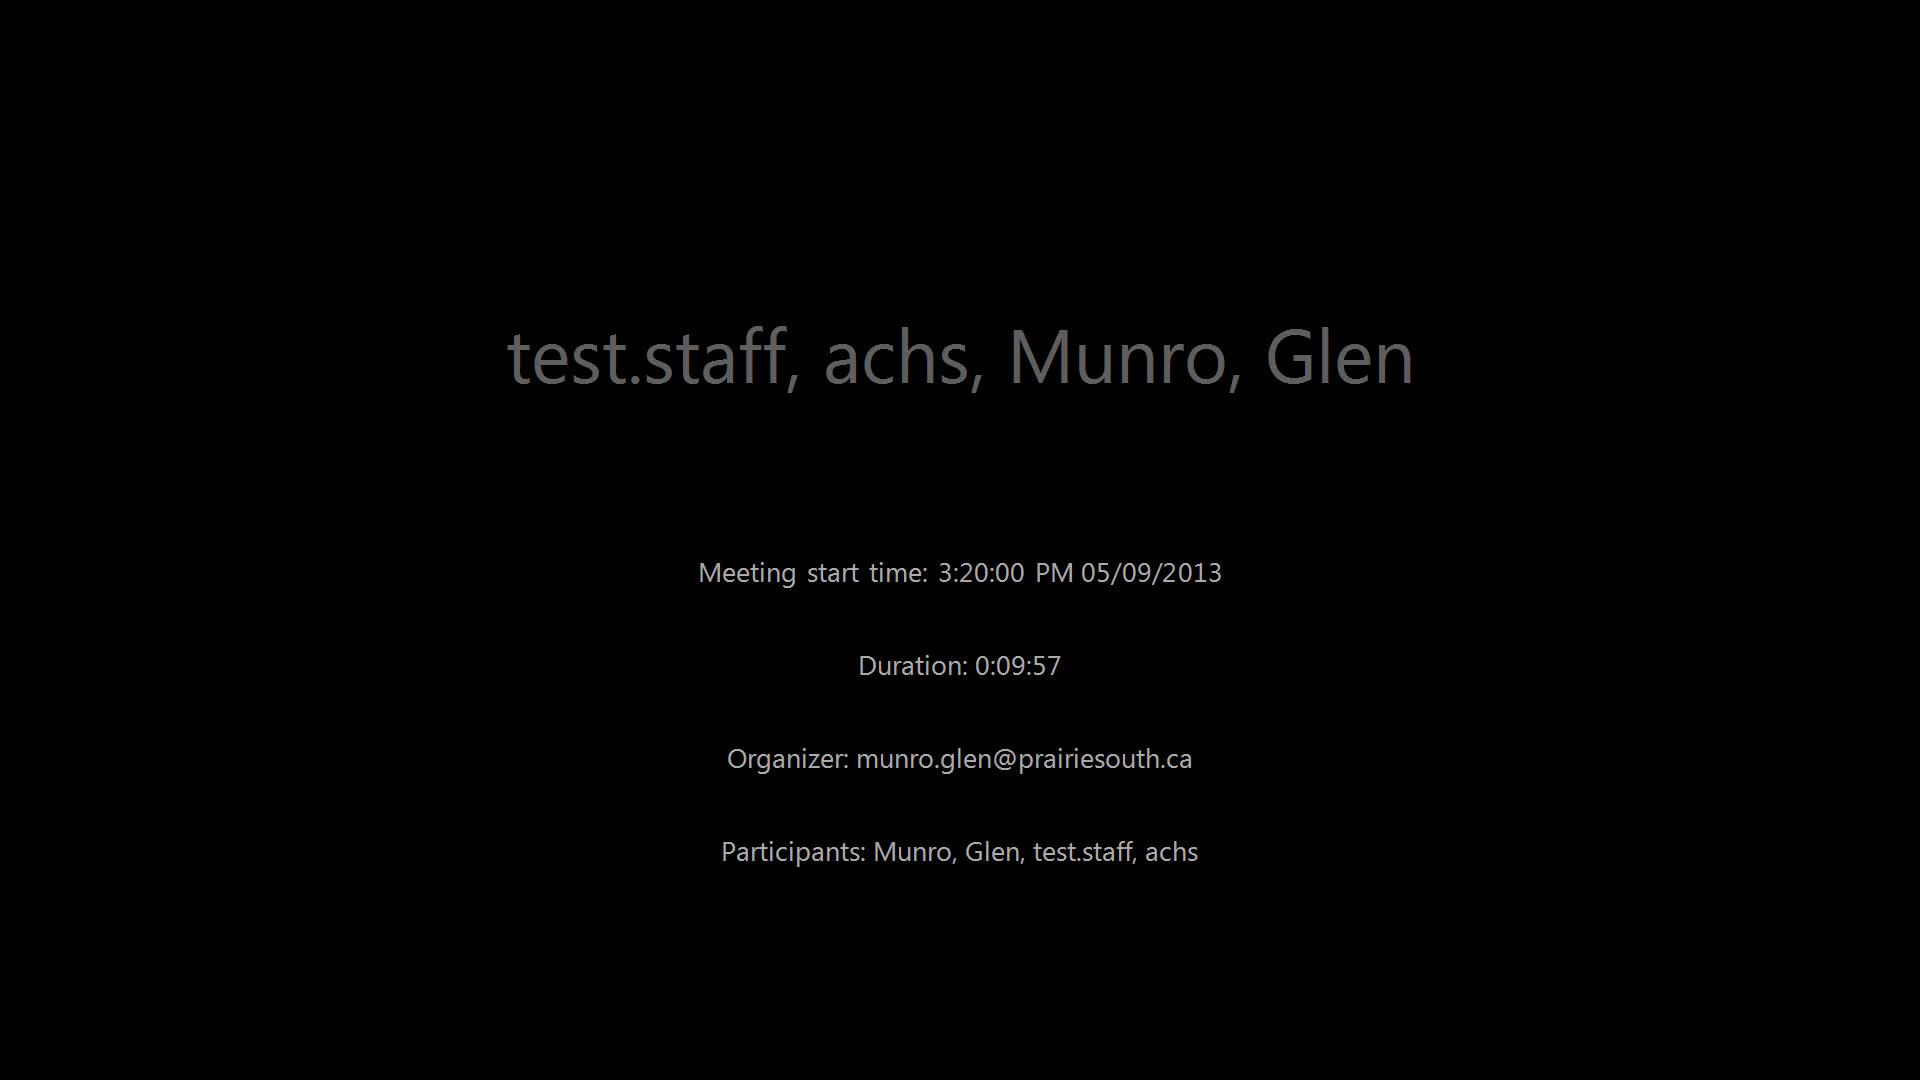 test.staff, achs, Munro, Glen
Meeting start time: 3:20:00 PM 05/09/2013
Duration: 0:09:57
Organizer: munro.glen@prairiesouth.ca
Participants: Munro, Glen, test.staff, achs